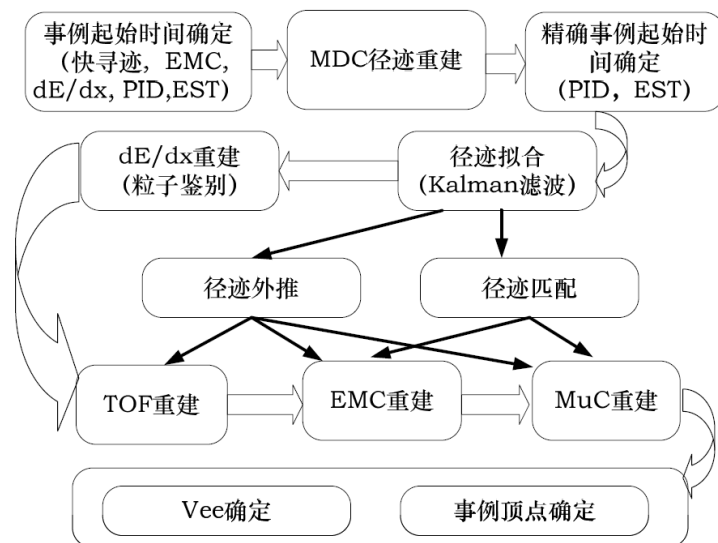 事例起始时间确定
(快寻迹, EMC,
dE/dx, PID,EST)
MDC径迹重建
精确事例起始时
间确定
(PID, EST)
dE/dx重建
(粒子鉴别)
径迹拟合
(Kalman滤波)
径迹外推
径迹匹配
TOF重建
EMC重建
MuC重建
Vee确定
事例顶点确定